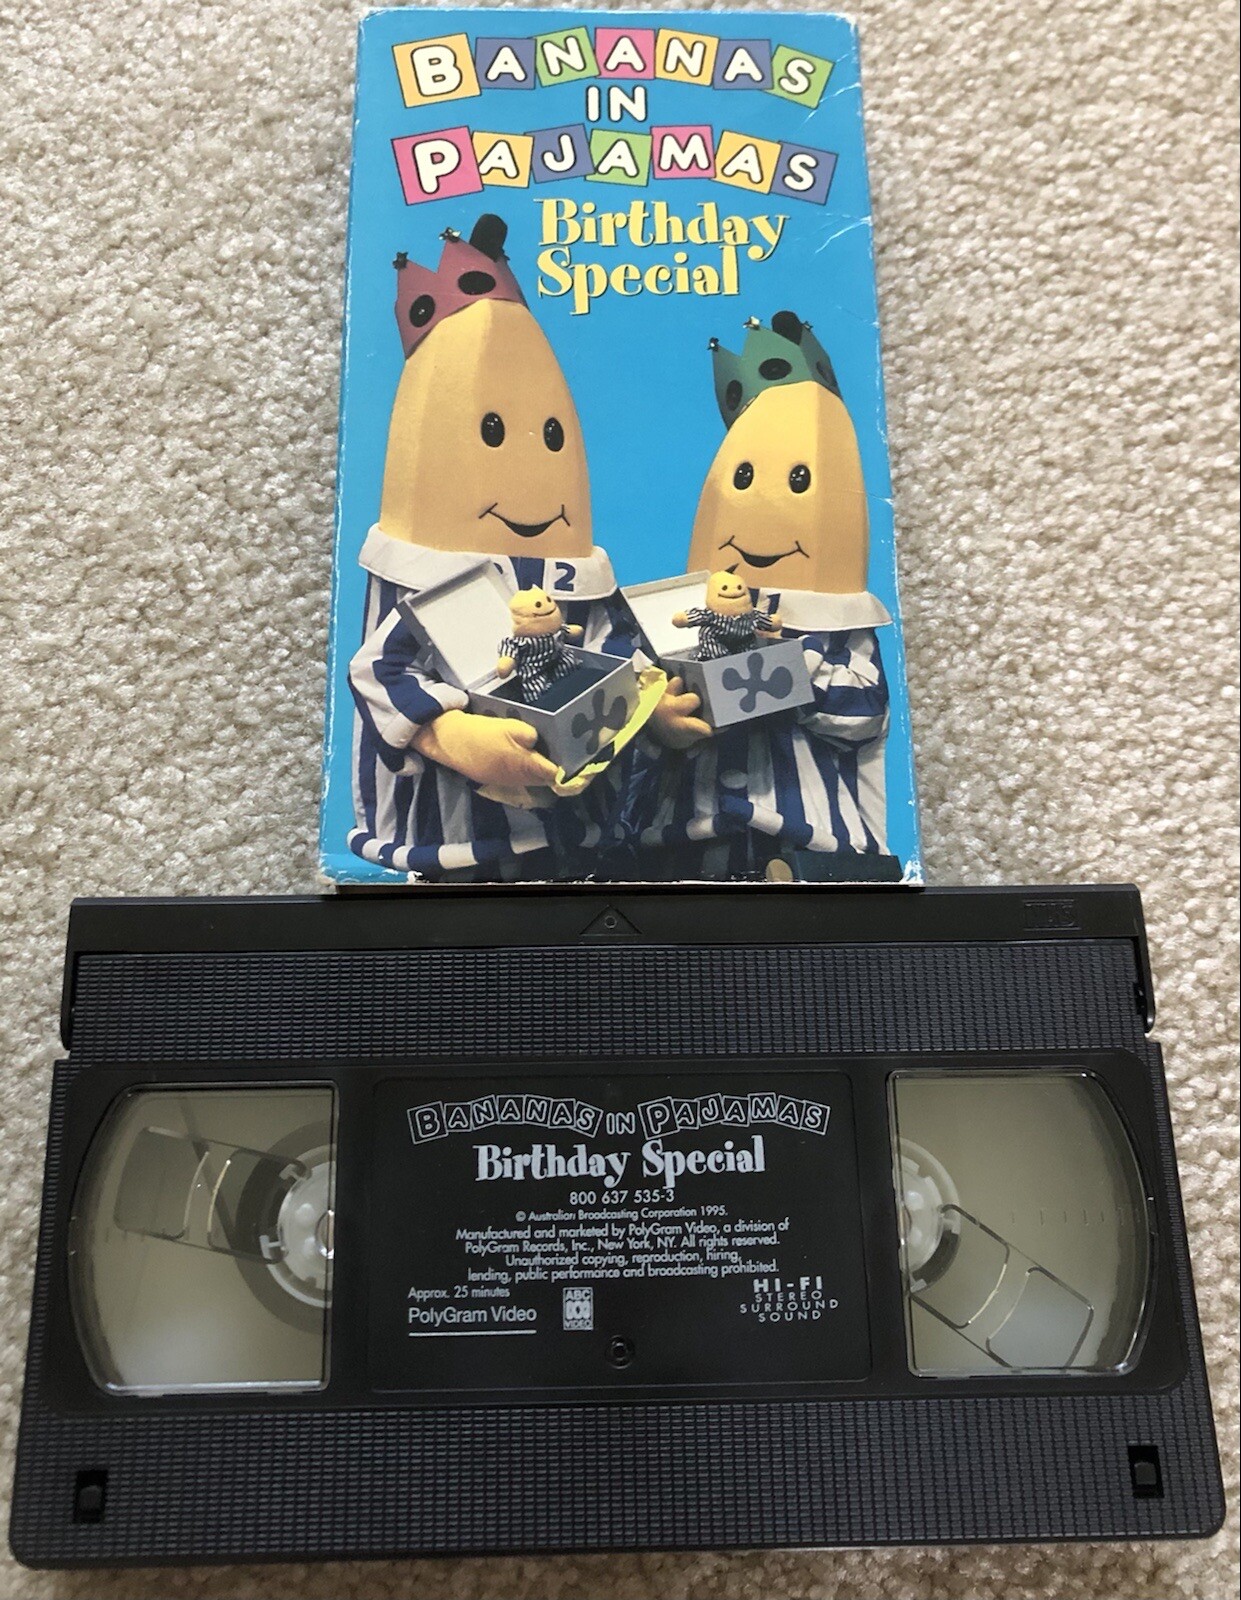 BANANAS
IN
PAJAMAS
Birthday
Special
2
1
VHS
BANANAS IN PAJAMAS
Birthday Special
800 637 535-3
© Australian Broadcasting Corporation 1995.
Manufactured and marketed by PolyGram Video, a division of
PolyGram Records, Inc., New York, NY. All rights reserved.
Unauthorized copying, reproduction, hiring,
lending, public performance and broadcasting prohibited.
Approx. 25 minutes
PolyGram Video
ABC
VIDEO
HI-FI
STEREO
SURROUND
SOUND